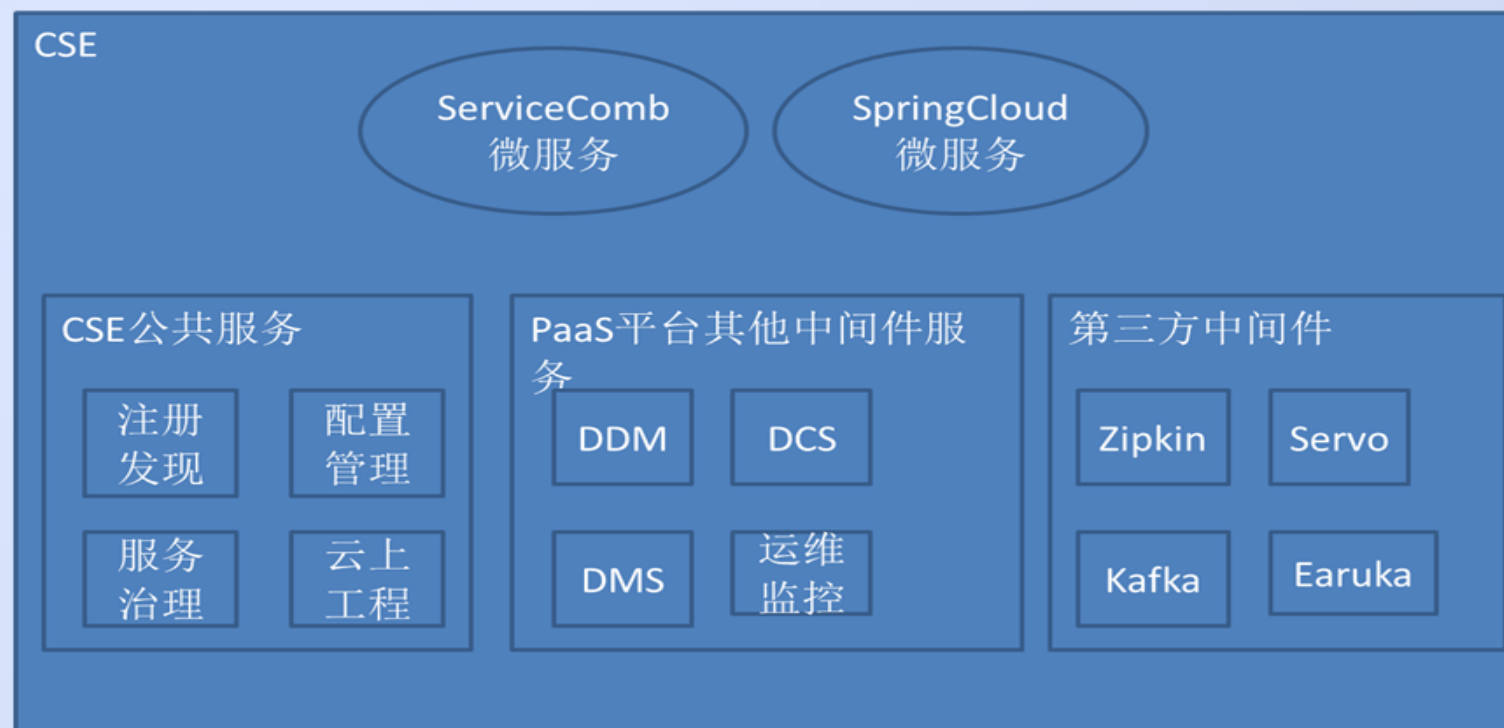 CSE
ServiceComb
微服务
SpringCloud
微服务
CSE公共服务
注册
发现
配置
管理
服务
治理
云上
工程
PaaS平台其他中间件服
务
DDM
DCS
DMS
运维
监控
第三方中间件
Zipkin
Servo
Kafka
Earuka